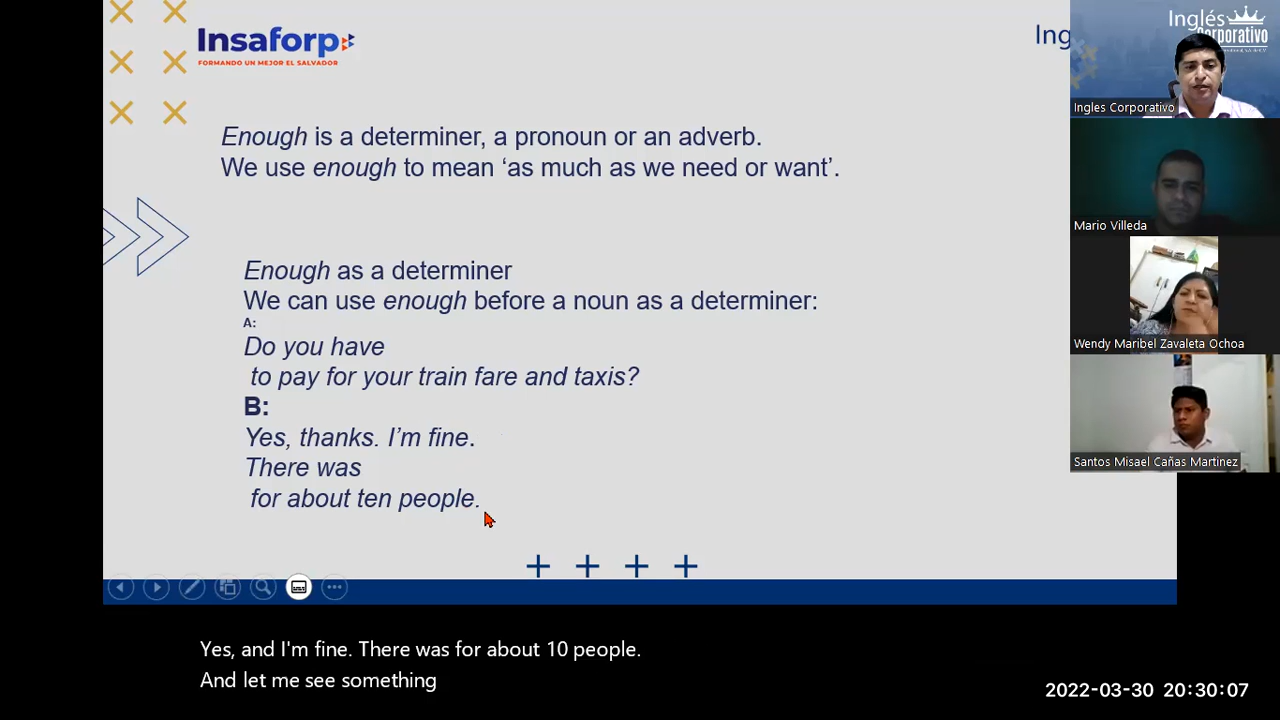 Insaforp
FORMANDO UN MEJOR EL SALVADOR
Ing
Inglés
Corporativo
Ingles Corporativo
Enough is a determiner, a pronoun or an adverb.
We use enough to mean ‘as much as we need or want’.
Mario Villeda
Enough as a determiner
We can use enough before a noun as a determiner:
A:
Do you have
to pay for your train fare and taxis?
B:
Yes, thanks. I’m fine.
There was
for about ten people.
Wendy Maribel Zavaleta Ochoa
Santos Misael Cañas Martinez
Yes, and I'm fine. There was for about 10 people.
And let me see something
2022-03-30 20:30:07